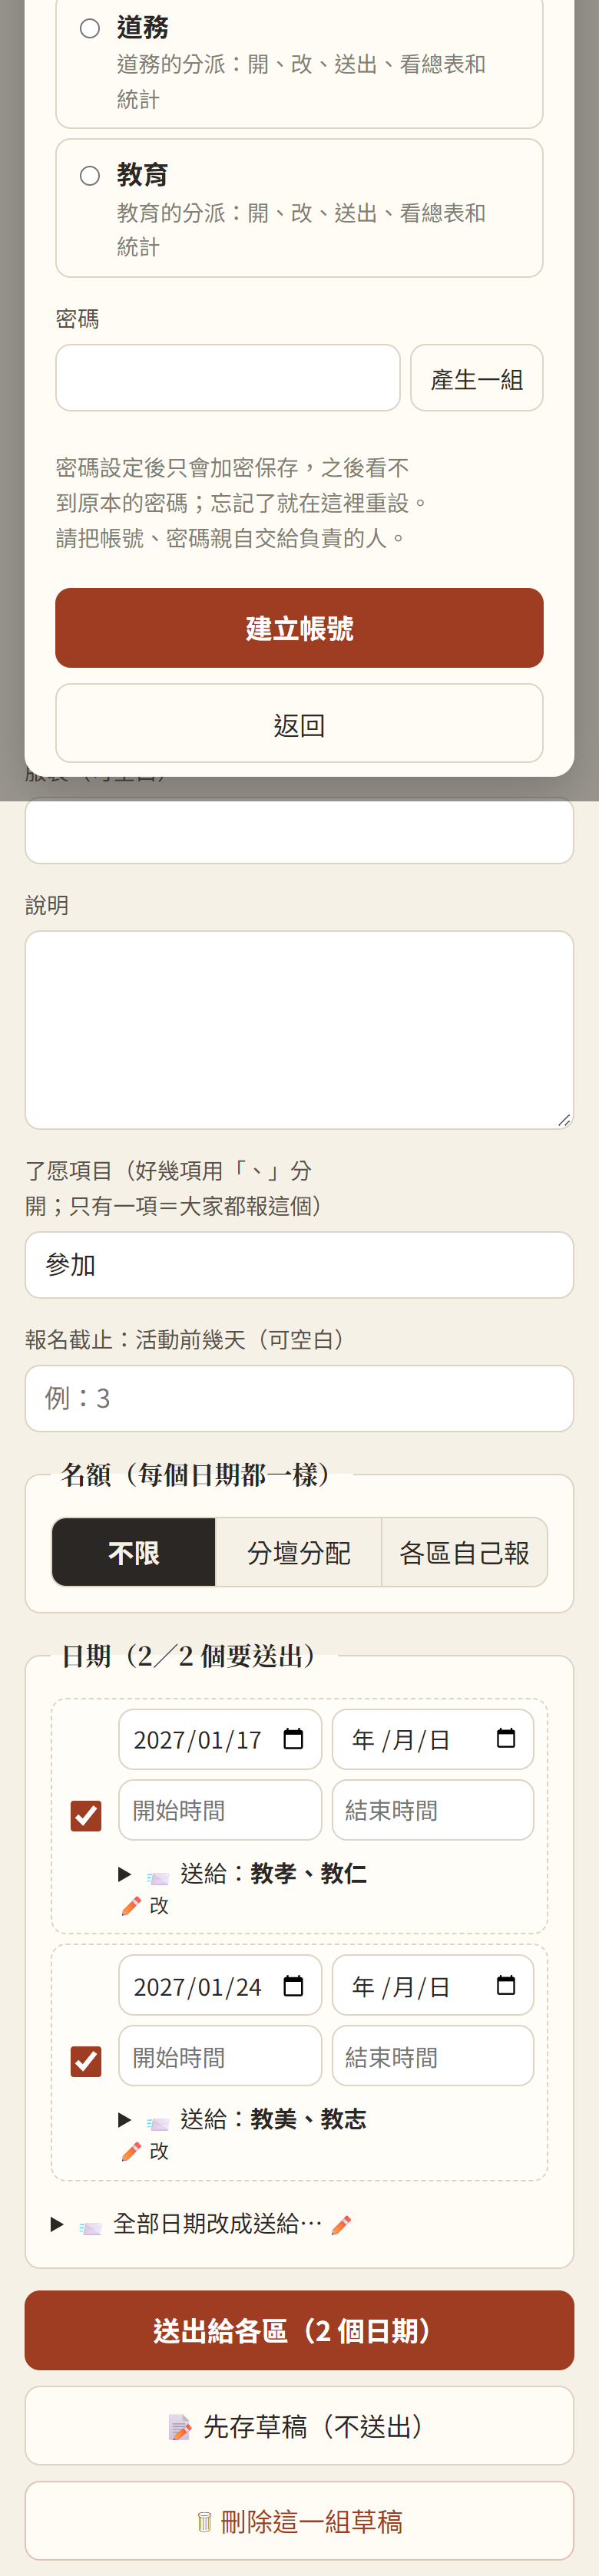 道務
道務的分派：開、改、送出、看總表和
統計
教育
教育的分派：開、改、送出、看總表和
統計
密碼
產生一組
密碼設定後只會加密保存，之後看不
到原本的密碼；忘記了就在這裡重設。
請把帳號、密碼親自交給負責的人。
建立帳號
返回
說明
了愿項目（好幾項用「、」分
開；只有一項＝大家都報這個）
參加
報名截止：活動前幾天（可空白）
例：3
名額（每個日期都一樣）
不限 分壇分配 各區自己報
日期（2／2 個要送出）
2027/01/17 年 /月/日
開始時間 結束時間
▶ 📨 送給：教孝、教仁
✏️ 改
2027/01/24 年 /月/日
開始時間 結束時間
▶ 📨 送給：教美、教志
✏️ 改
▶ 📨 全部日期改成送給… ✏️
送出給各區（2 個日期）
📝 先存草稿（不送出）
🗑 刪除這一組草稿